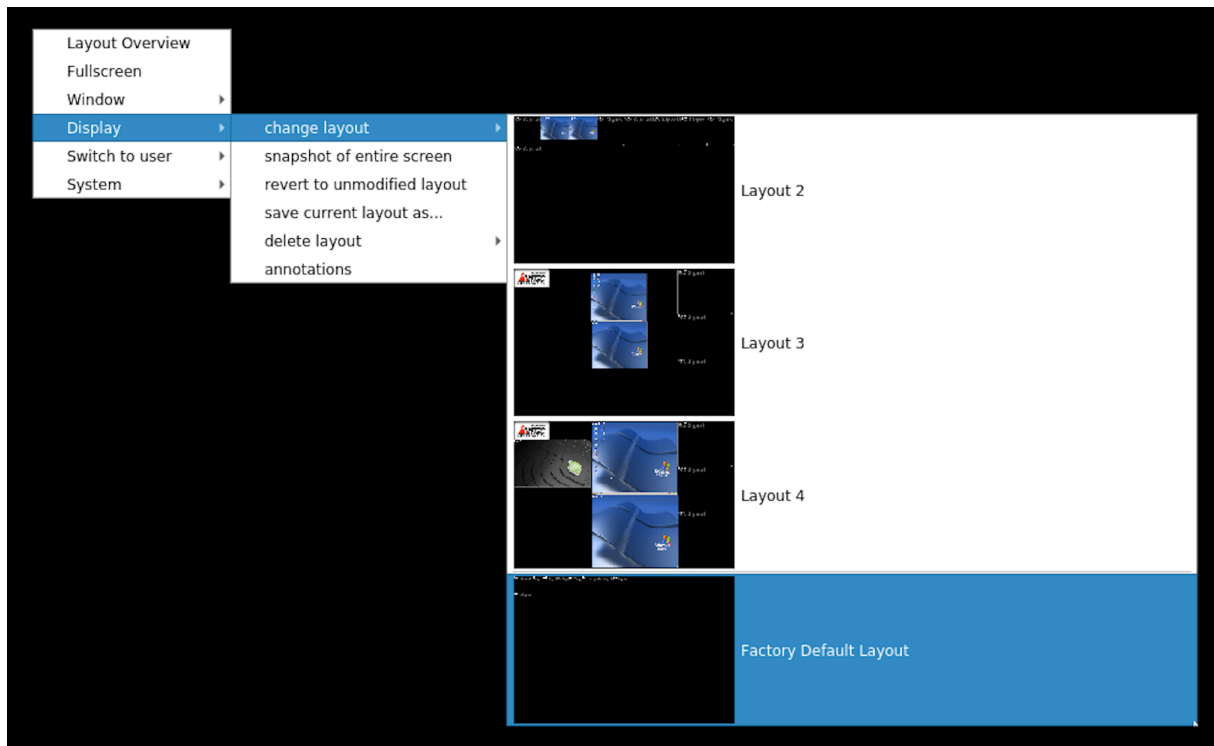 Layout Overview
Fullscreen
Window
Display
Switch to user
System
change layout
snapshot of entire screen
revert to unmodified layout
save current layout as...
delete layout
annotations
Layout 2
Layout 3
Layout 4
Factory Default Layout